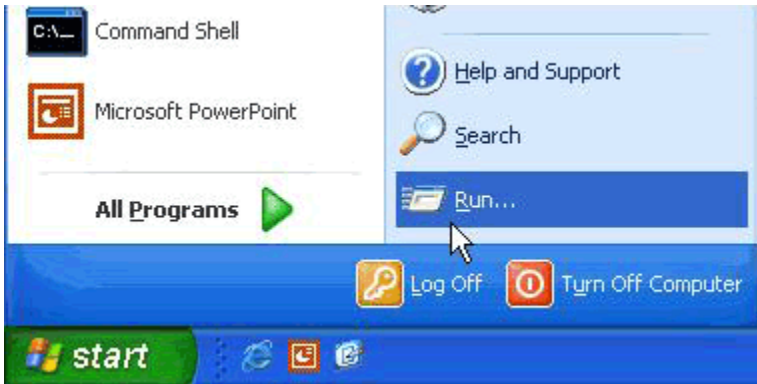 C:\_
Command Shell
Microsoft PowerPoint
All Programs
Help and Support
Search
Run...
Log Off
Turn Off Computer
start